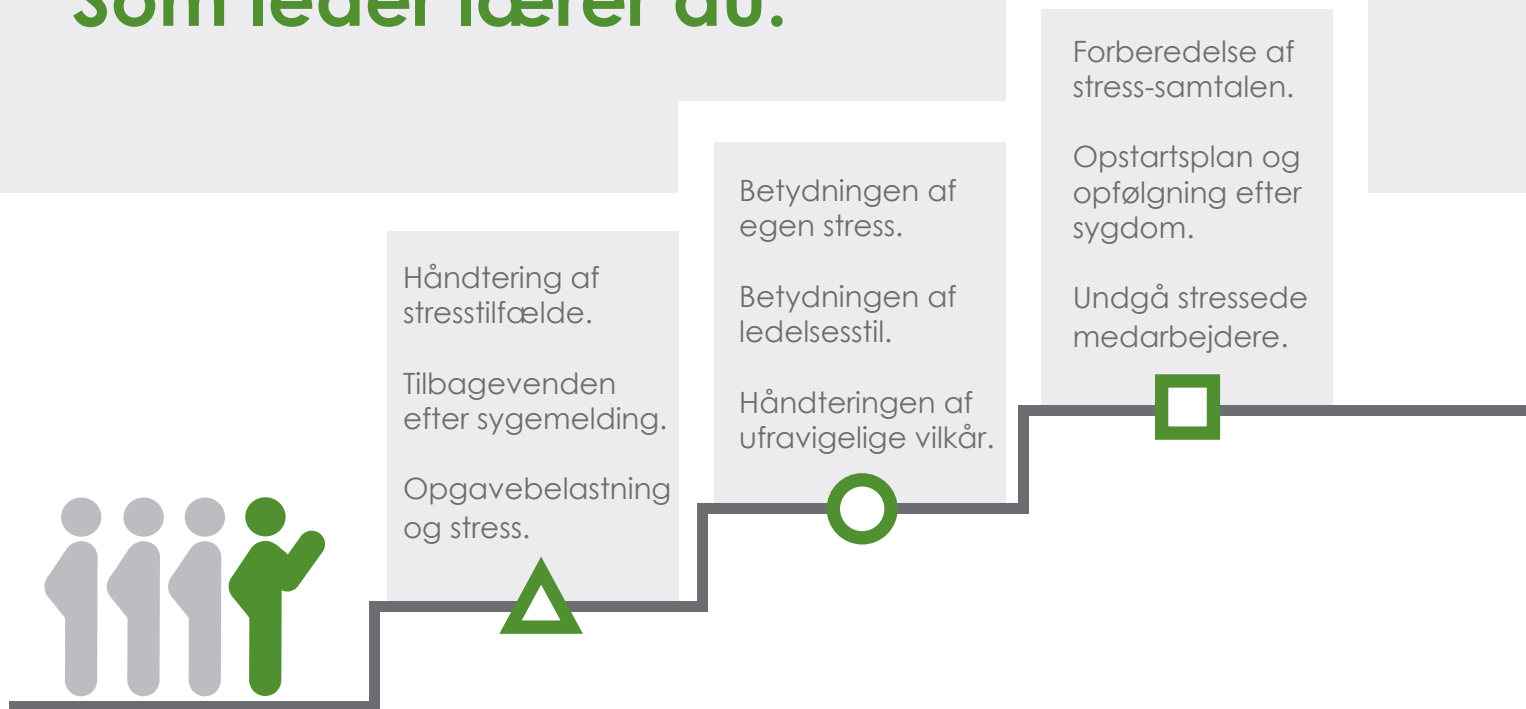 Som leder lærer du:
Håndtering af
stresstilfælde.
Tilbagevenden
efter sygemelding.
Opgavebelastning
og stress.
Betydningen af
egen stress.
Betydningen af
ledelsesstil.
Håndteringen af
ufravigelige vilkår.
Forberedelse af
stress-samtalen.
Opstartsplan og
opfølgning efter
sygdom.
Undgå stressede
medarbejdere.